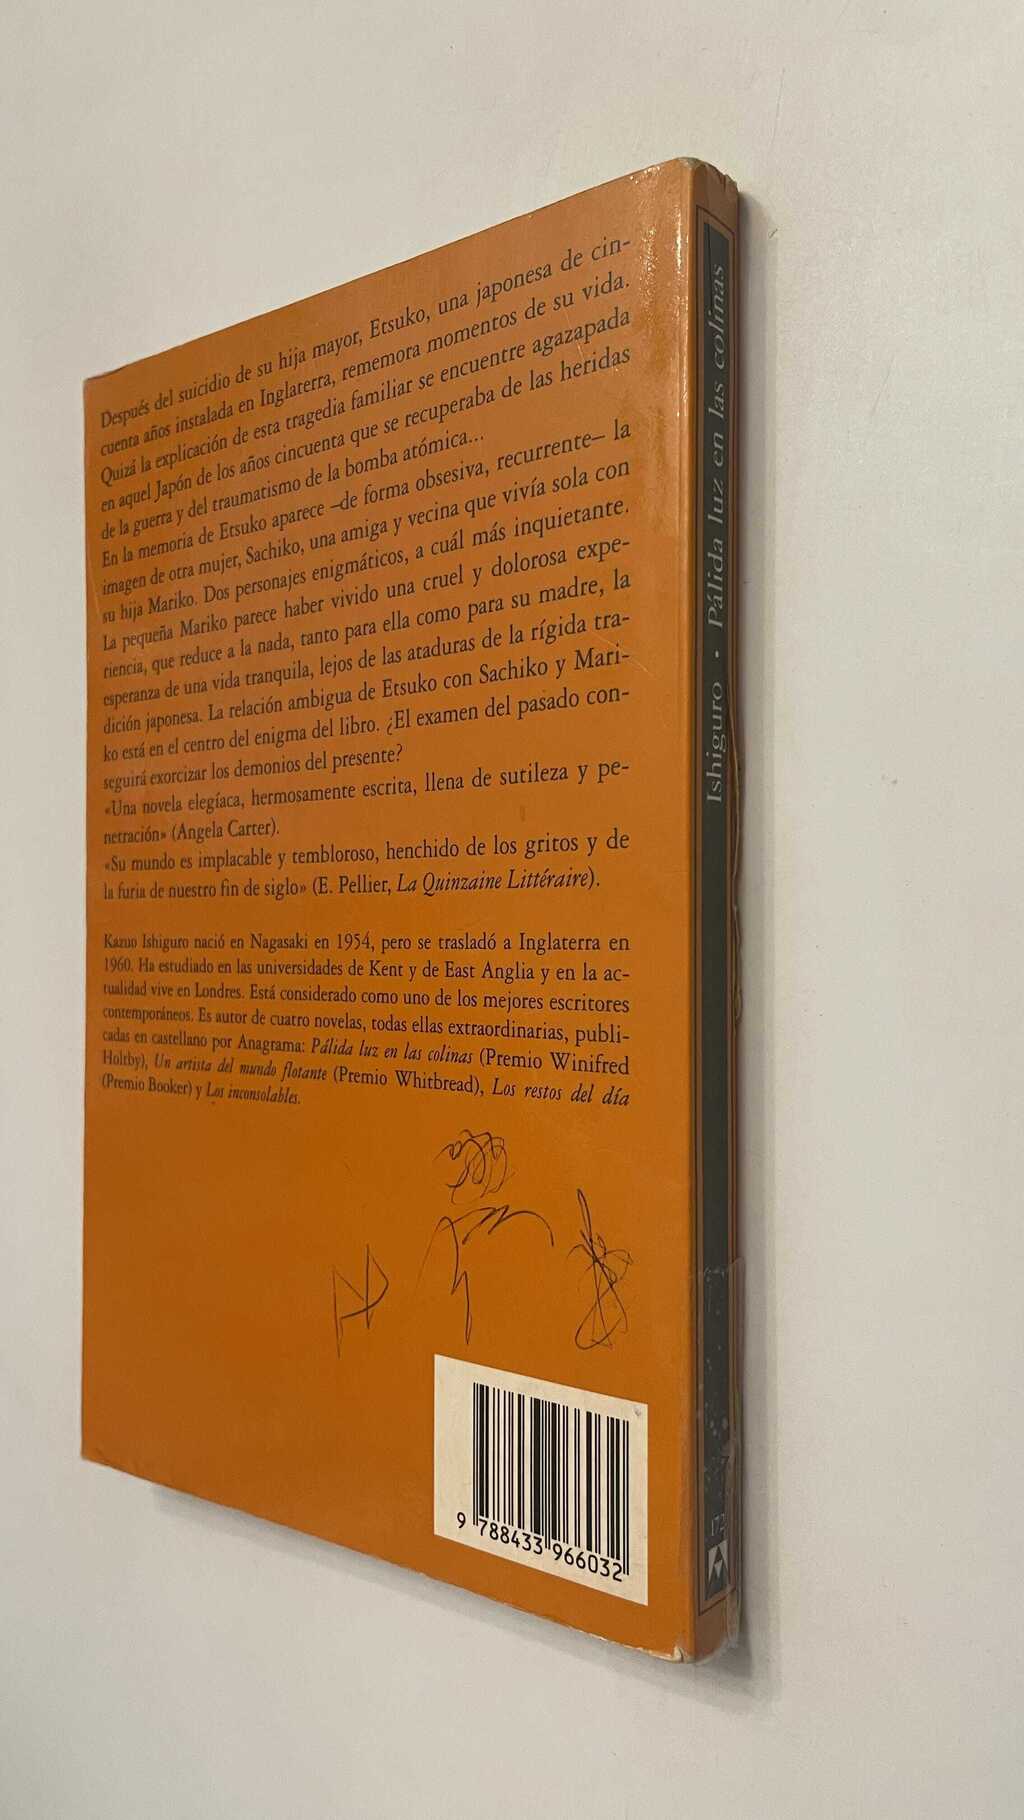 Después del suicidio de su hija mayor, Etsuko, una japonesa de cin-
cuenta años instalada en Inglaterra, rememora momentos de su vida.
Quizá la explicación de esta tragedia familiar se encuentre agazapada
en aquel Japón de los años cincuenta que se recuperaba de las heridas
de la guerra y del traumatismo de la bomba atómica...
En la memoria de Etsuko aparece –de forma obsesiva, recurrente– la
imagen de otra mujer, Sachiko, una amiga y vecina que vivía sola con
su hija Mariko. Dos personajes enigmáticos, a cuál más inquietante.
La pequeña Mariko parece haber vivido una cruel y dolorosa expe-
riencia, que reduce a la nada, tanto para ella como para su madre, la
esperanza de una vida tranquila, lejos de las ataduras de la rígida tra-
dición japonesa. La relación ambigua de Etsuko con Sachiko y Mari-
ko está en el centro del enigma del libro. ¿El examen del pasado con-
seguirá exorcizar los demonios del presente?
«Una novela elegíaca, hermosamente escrita, llena de sutileza y pe-
netración» (Angela Carter).
«Su mundo es implacable y tembloroso, henchido de los gritos y de
la furia de nuestro fin de siglo» (E. Pellier, La Quinzaine Littéraire).
Kazuo Ishiguro nació en Nagasaki en 1954, pero se trasladó a Inglaterra en
1960. Ha estudiado en las universidades de Kent y de East Anglia y en la ac-
tualidad vive en Londres. Está considerado como uno de los mejores escritores
contemporáneos. Es autor de cuatro novelas, todas ellas extraordinarias, publi-
cadas en castellano por Anagrama: Pálida luz en las colinas (Premio Winifred
Holtby), Un artista del mundo flotante (Premio Whitbread), Los restos del día
(Premio Booker) y Los inconsolables.
9 788433 966032
Ishiguro · Pálida luz en las colinas
172